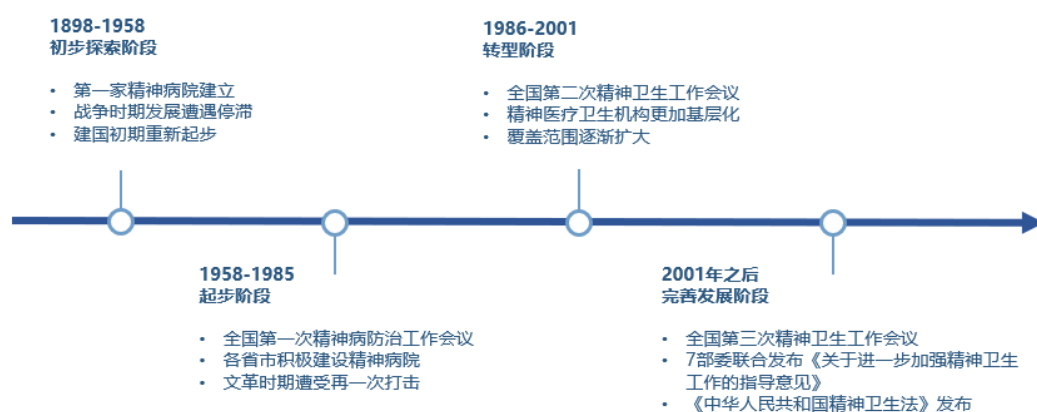 1898-1958
初步探索阶段
• 第一家精神病院建立
• 战争时期发展遭遇停滞
• 建国初期重新起步
1958-1985
起步阶段
• 全国第一次精神病防治工作会议
• 各省市积极建设精神病院
• 文革时期遭受再一次打击
1986-2001
转型阶段
• 全国第二次精神卫生工作会议
• 精神医疗卫生机构更加基层化
• 覆盖范围逐渐扩大
2001年之后
完善发展阶段
• 全国第三次精神卫生工作会议
• 7部委联合发布《关于进一步加强精神卫生
工作的指导意见》
• 《中华人民共和国精神卫生法》发布